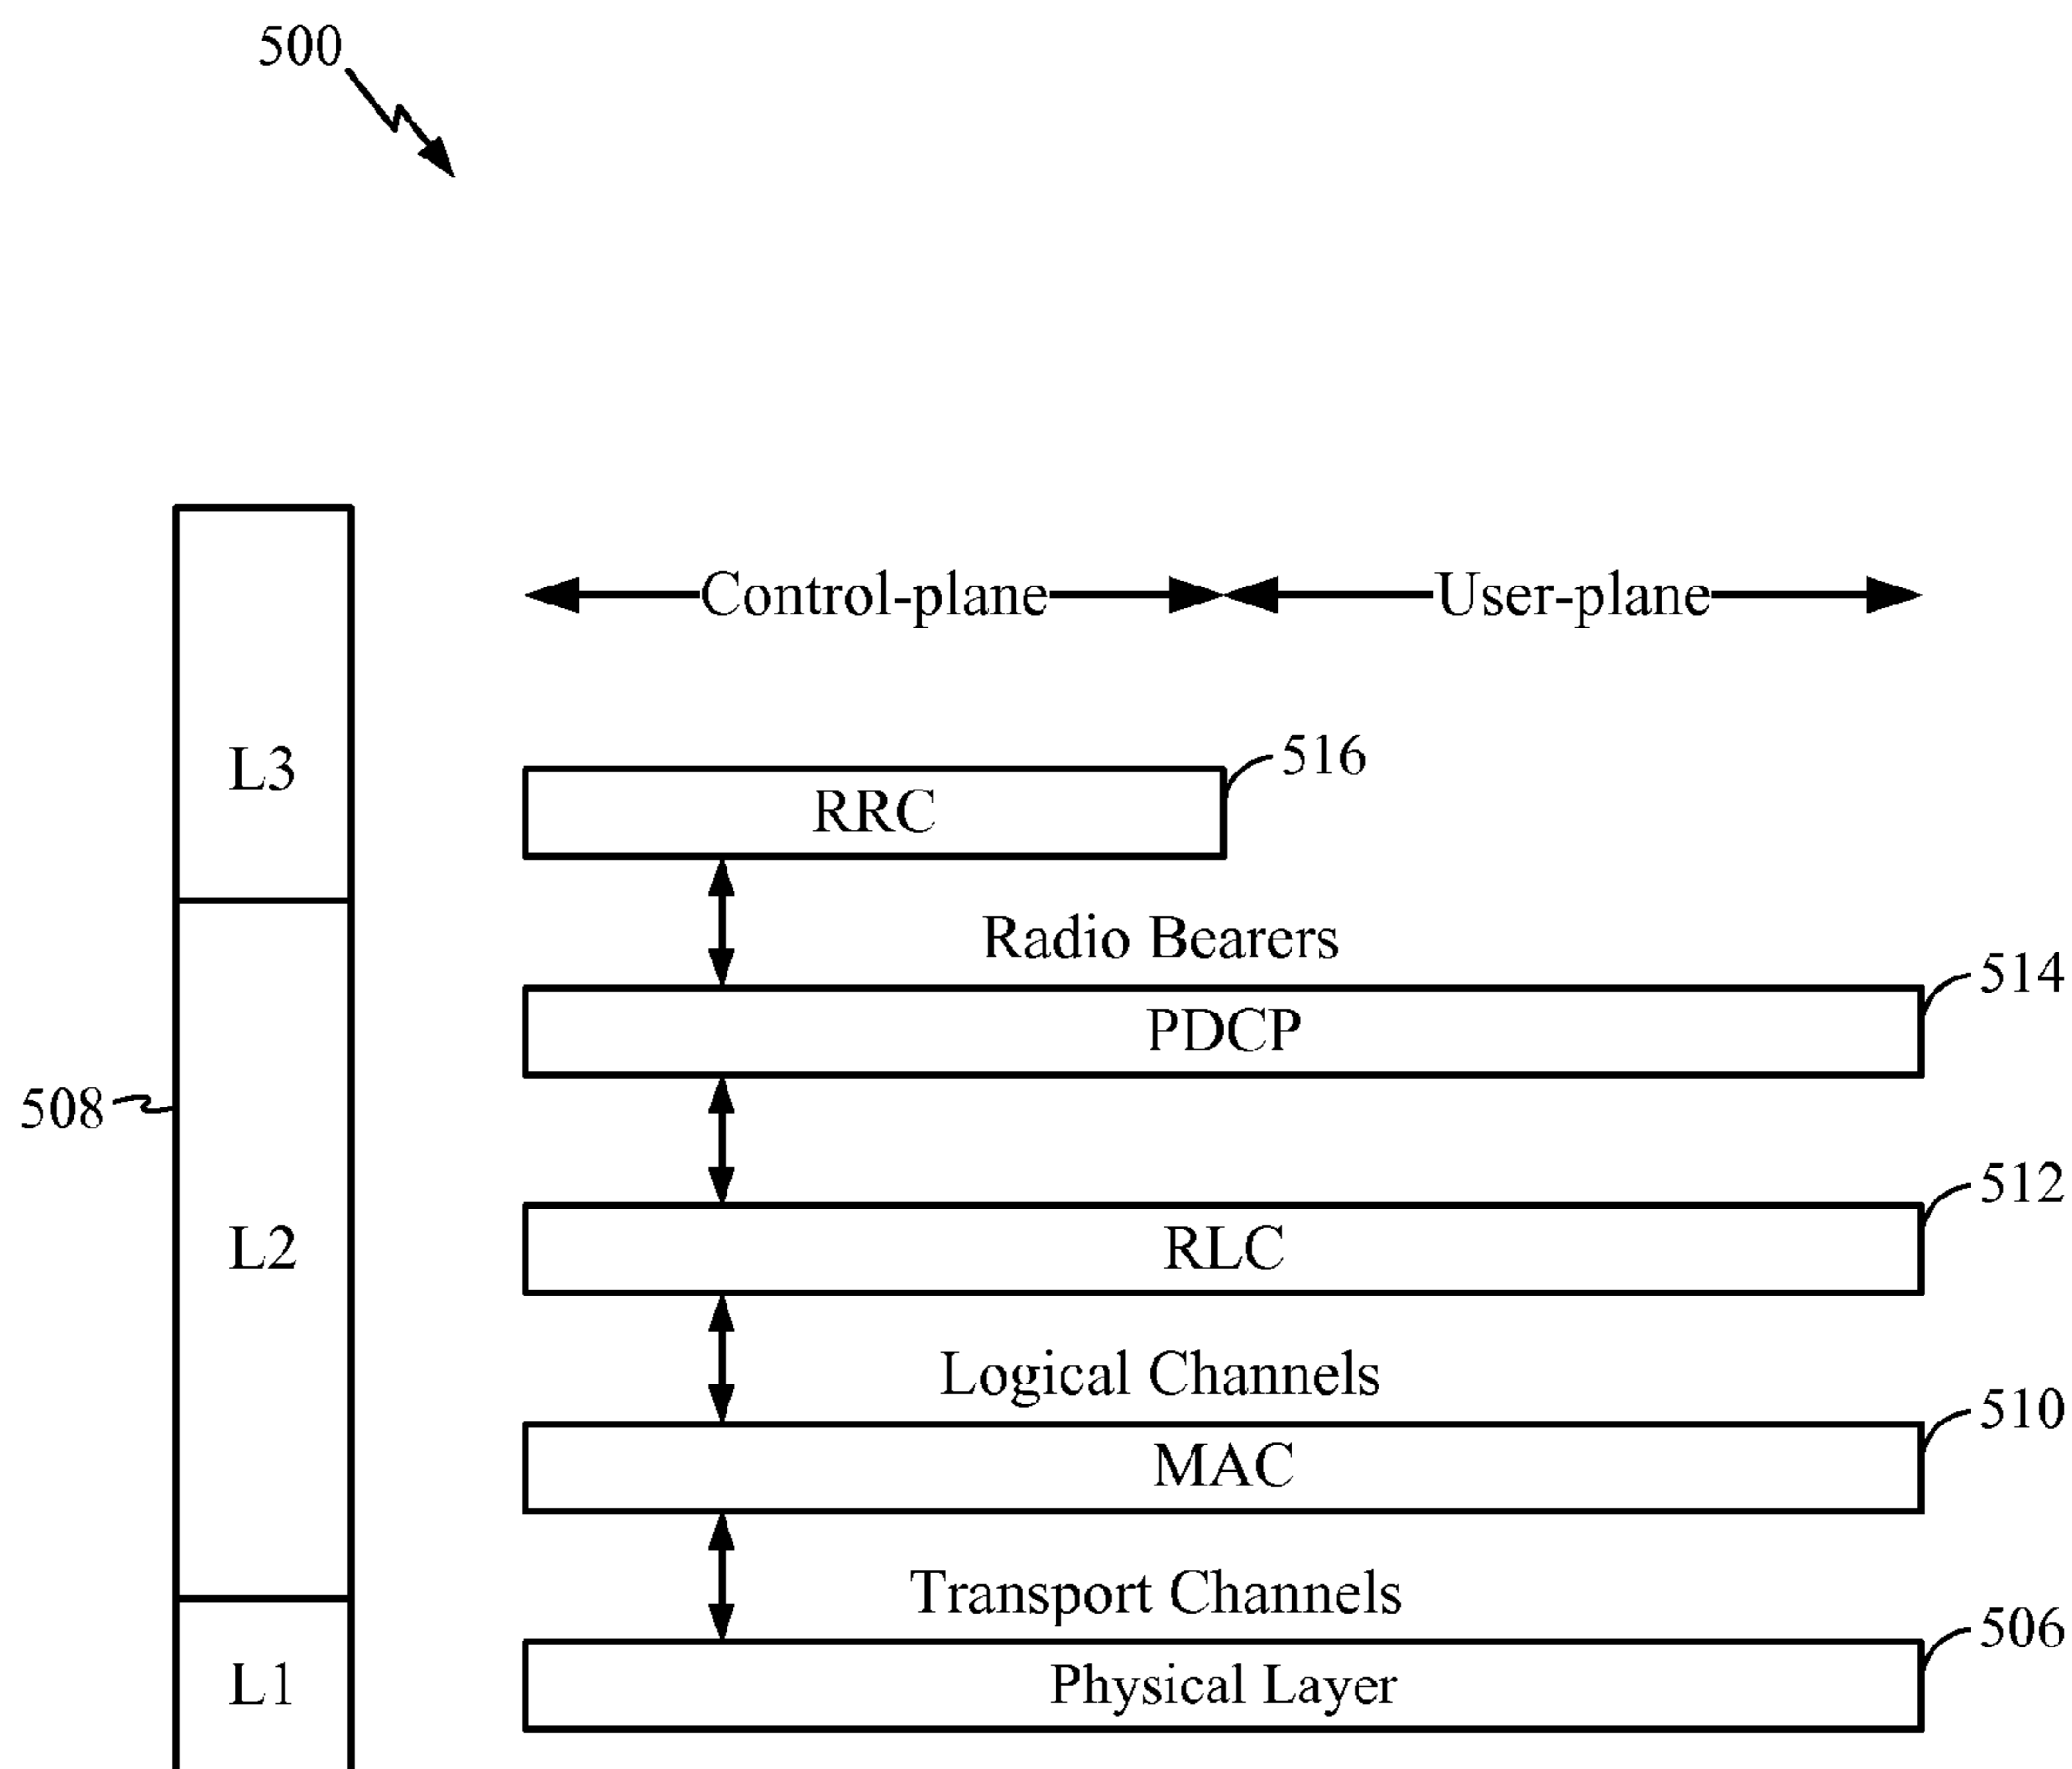 500
Control-plane
User-plane
L3
516
RRC
Radio Bearers
514
PDCP
508
512
L2
RLC
Logical Channels
510
MAC
Transport Channels
506
L1
Physical Layer